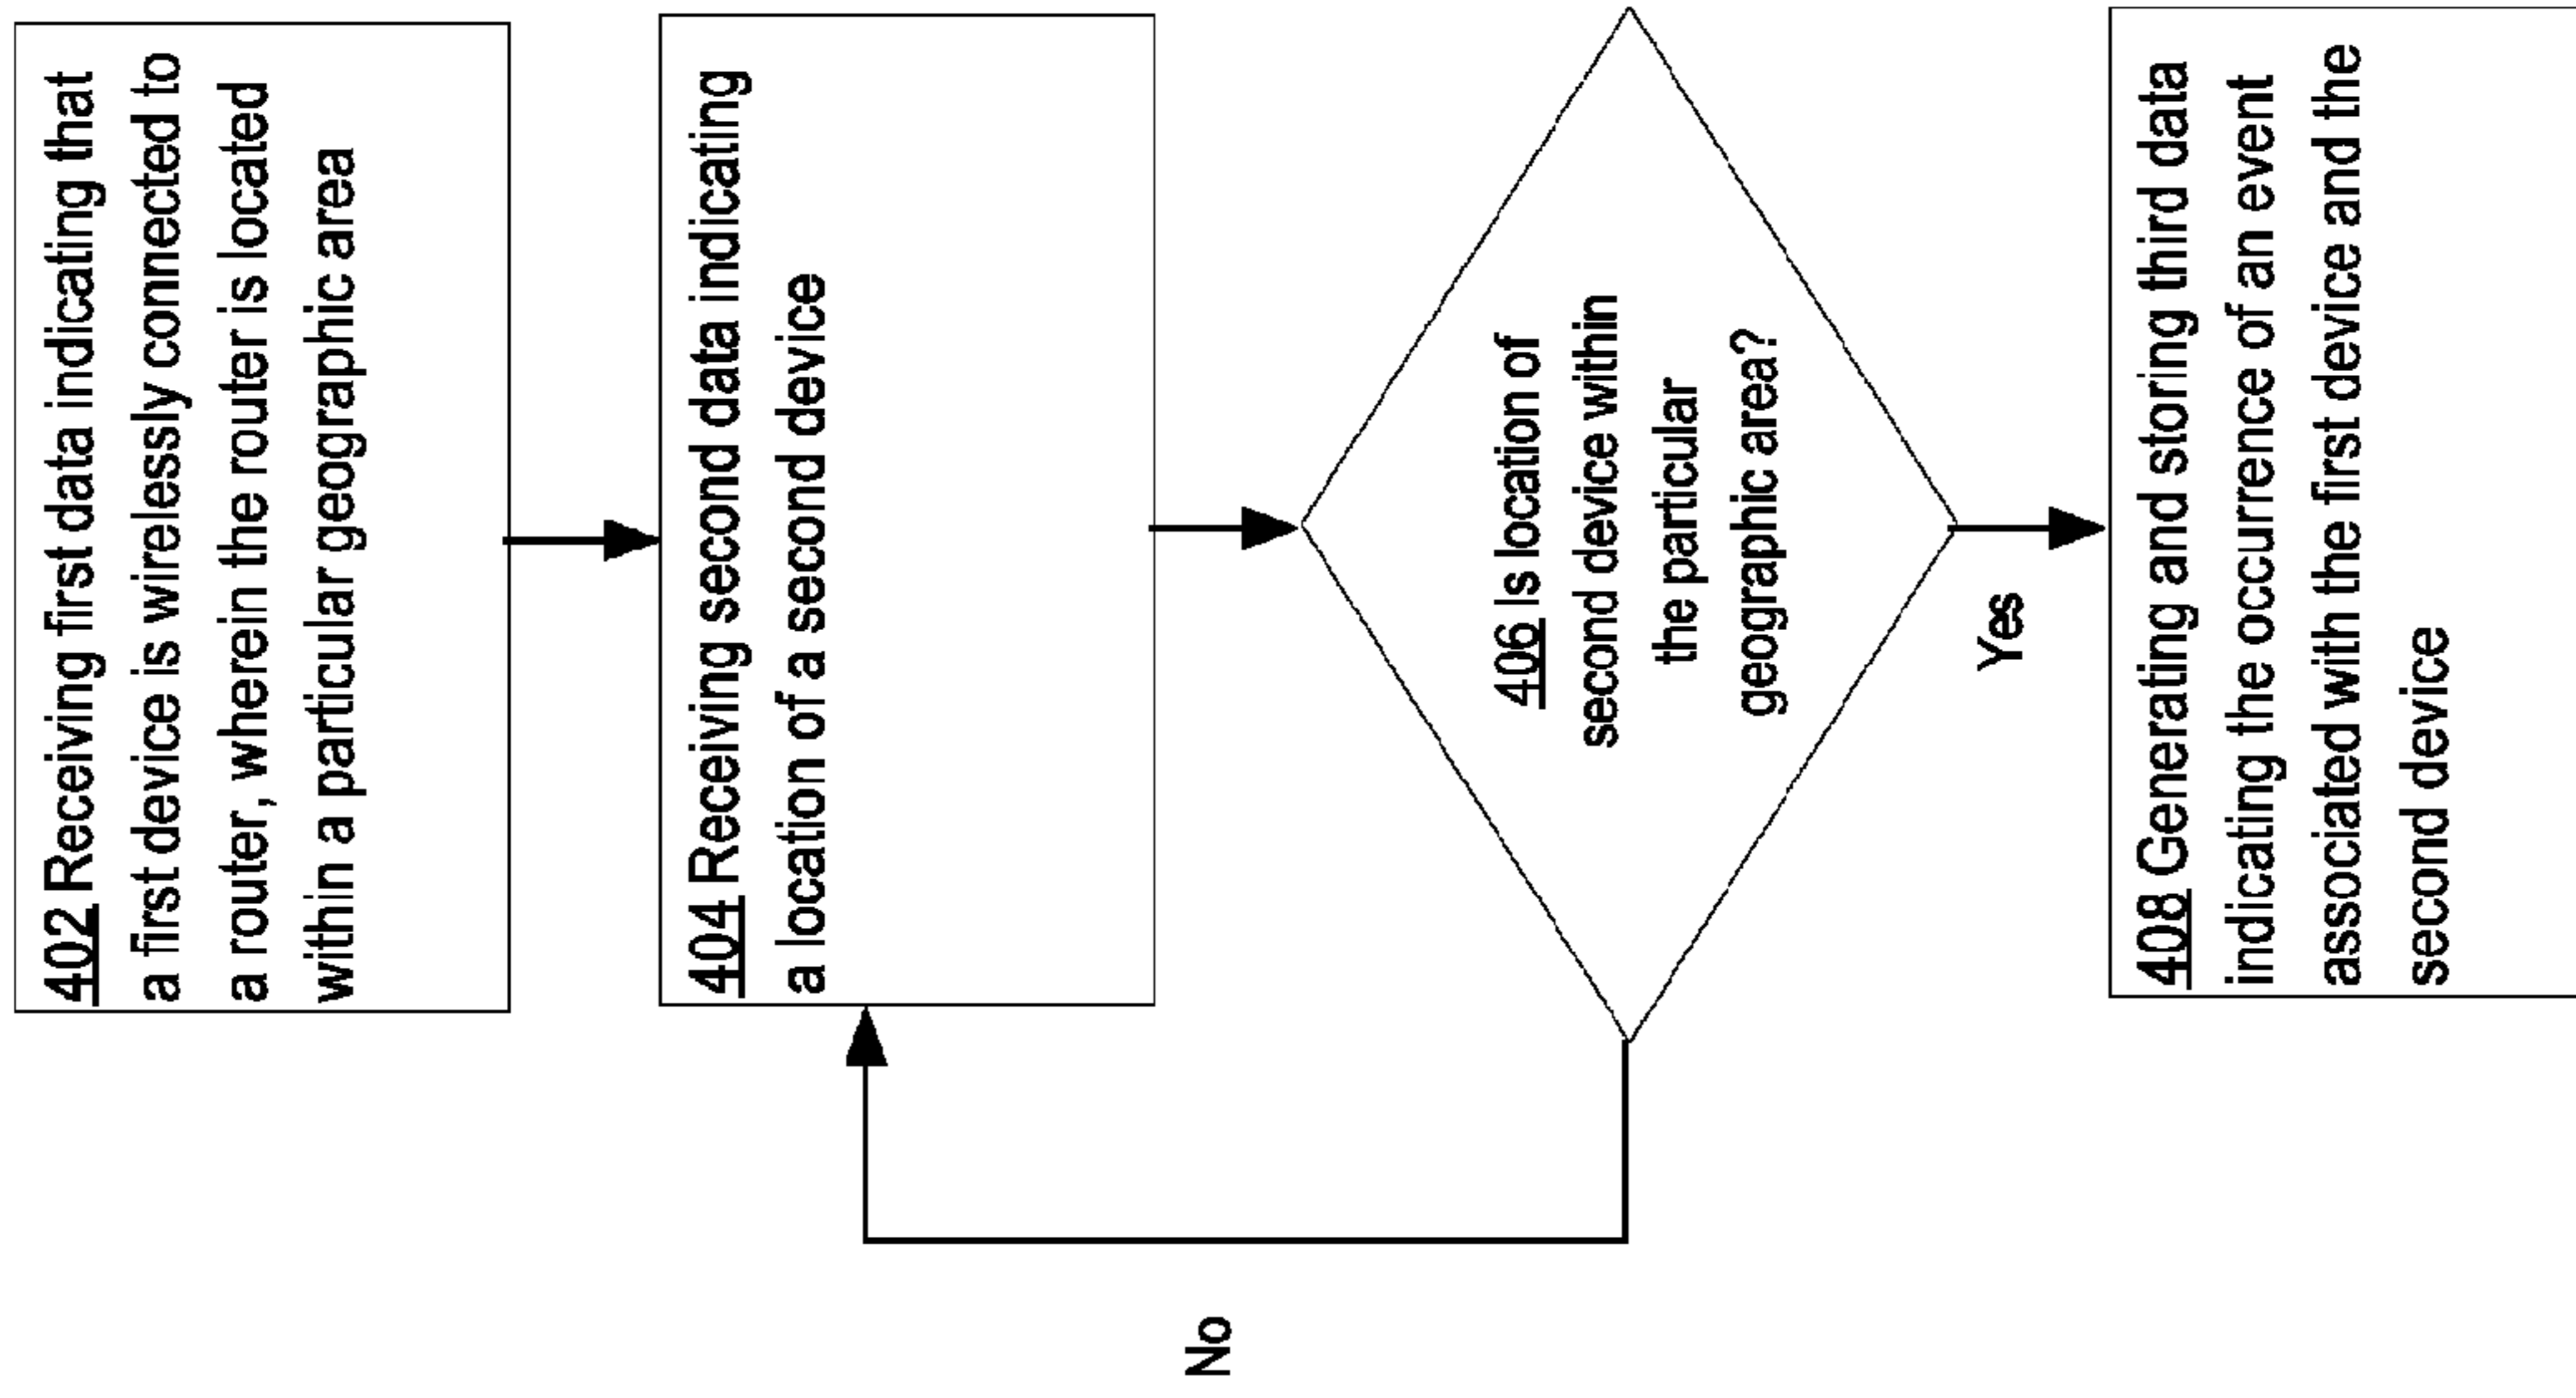 402 Receiving first data indicating that
a first device is wirelessly connected to
a router, wherein the router is located
within a particular geographic area
404 Receiving second data indicating
a location of a second device
406 Is location of
second device within
the particular
geographic area?
No
Yes
408 Generating and storing third data
indicating the occurrence of an event
associated with the first device and the
second device